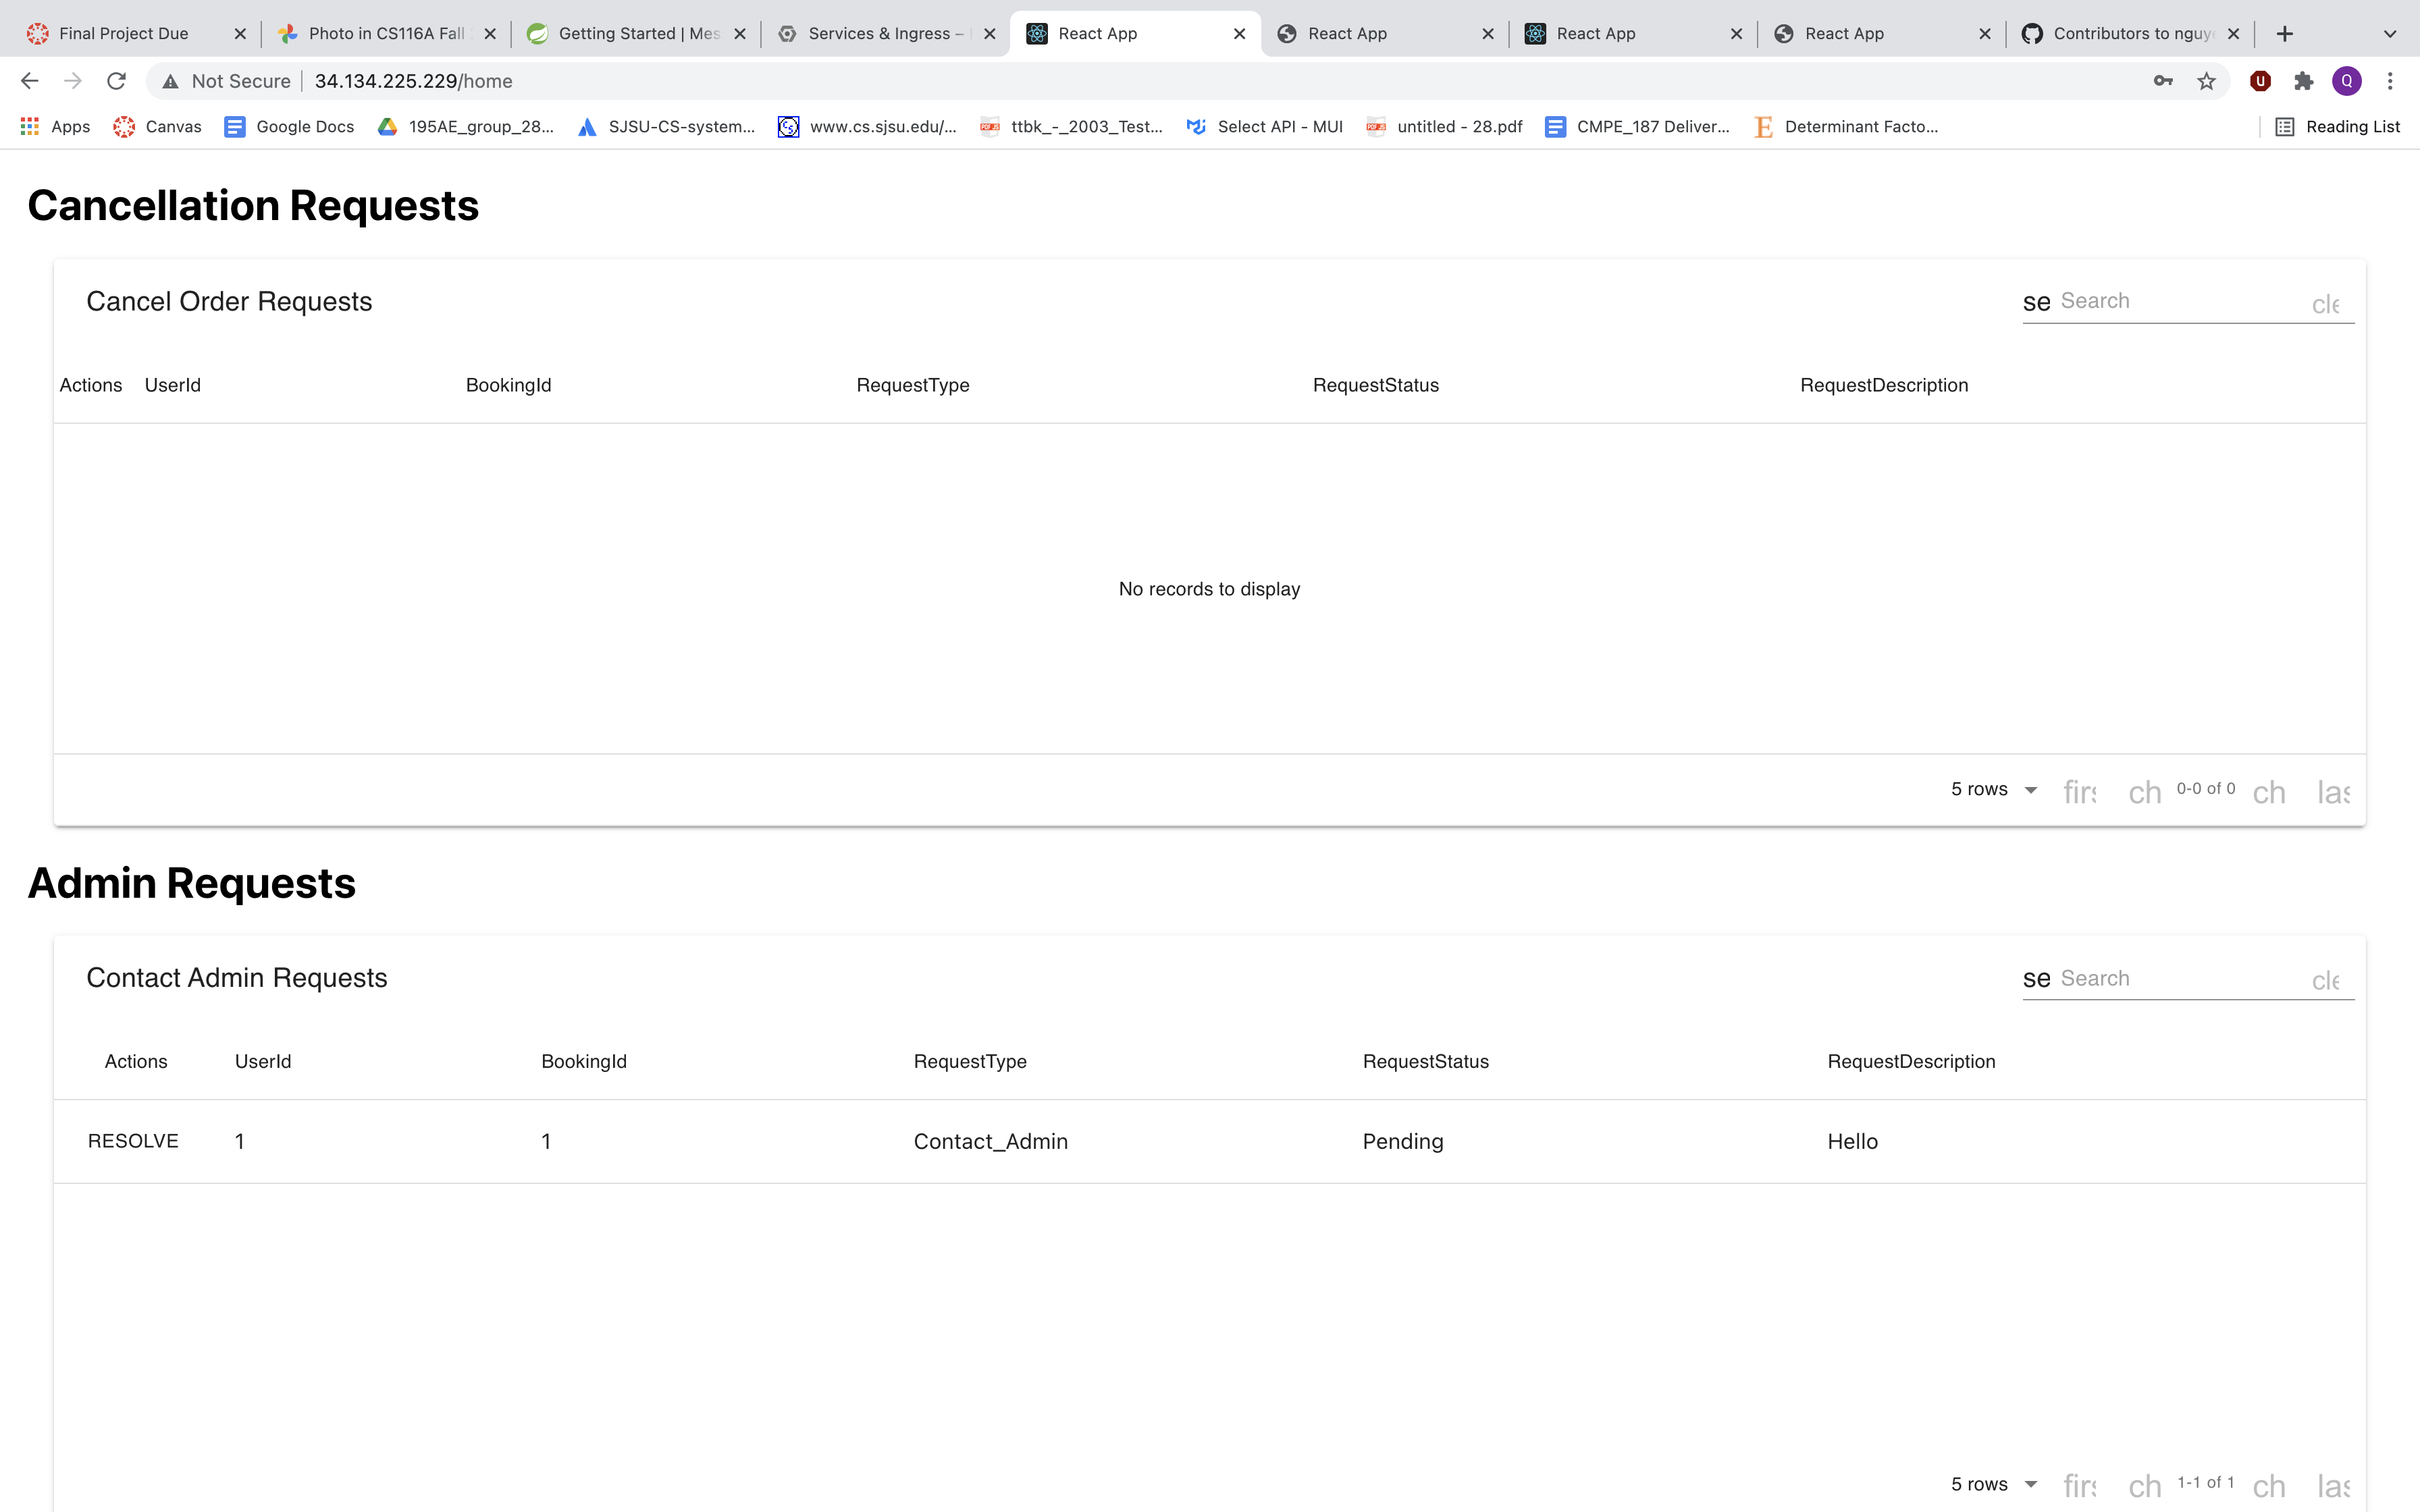 Final Project Due
Photo in CS116A Fall
Getting Started | Mes
Services & Ingress –
React App
React App
React App
React App
Contributors to nguy
Not Secure 34.134.225.229/home
Q
Apps
Canvas
Google Docs
195AE_group_28...
SJSU-CS-system...
www.cs.sjsu.edu/...
ttbk_-_2003_Test...
Select API - MUI
untitled - 28.pdf
CMPE_187 Deliver...
Determinant Facto...
Reading List
Cancellation Requests
Cancel Order Requests
se Search cle
Actions UserId BookingId RequestType RequestStatus RequestDescription
No records to display
5 rows firs ch 0-0 of 0 ch las
Admin Requests
Contact Admin Requests
se Search cle
Actions UserId BookingId RequestType RequestStatus RequestDescription
RESOLVE 1 1 Contact_Admin Pending Hello
5 rows firs ch 1-1 of 1 ch las